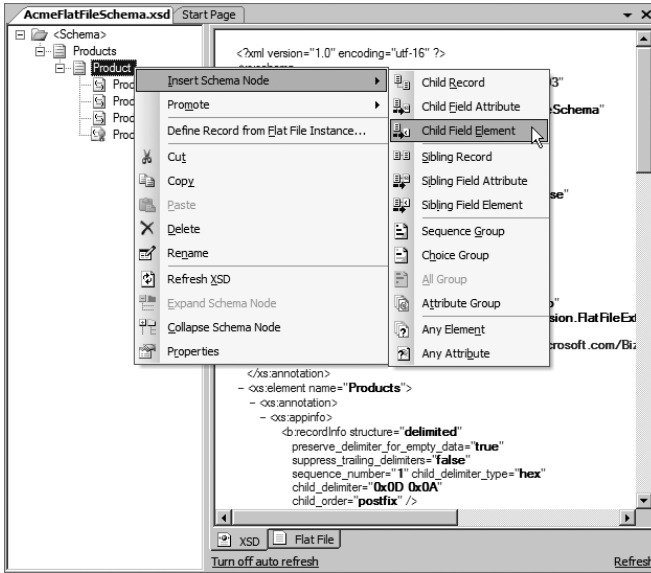 AcmeFlatFileSchema.xsd Start Page
<Schema>
Products
Product
Prod
Prod
Prod
Prod
Insert Schema Node
Promote
Define Record from Flat File Instance...
Cut
Copy
Paste
Delete
Rename
Refresh XSD
Expand Schema Node
Collapse Schema Node
Properties
Child Record
Child Field Attribute
Child Field Element
Sibling Record
Sibling Field Attribute
Sibling Field Element
Sequence Group
Choice Group
All Group
Attribute Group
Any Element
Any Attribute
<?xml version="1.0" encoding="utf-16" ?>
03"
eSchema"
se"
o"
sion.FlatFileExt
crosoft.com/Biz
</xs:annotation>
- <xs:element name="Products">
- <xs:annotation>
- <xs:appinfo>
<b:recordInfo structure="delimited"
preserve_delimiter_for_empty_data="true"
suppress_trailing_delimiters="false"
sequence_number="1" child_delimiter_type="hex"
child_delimiter="0x0D 0x0A"
child_order="postfix" />
XSD Flat File
Turn off auto refresh Refresh